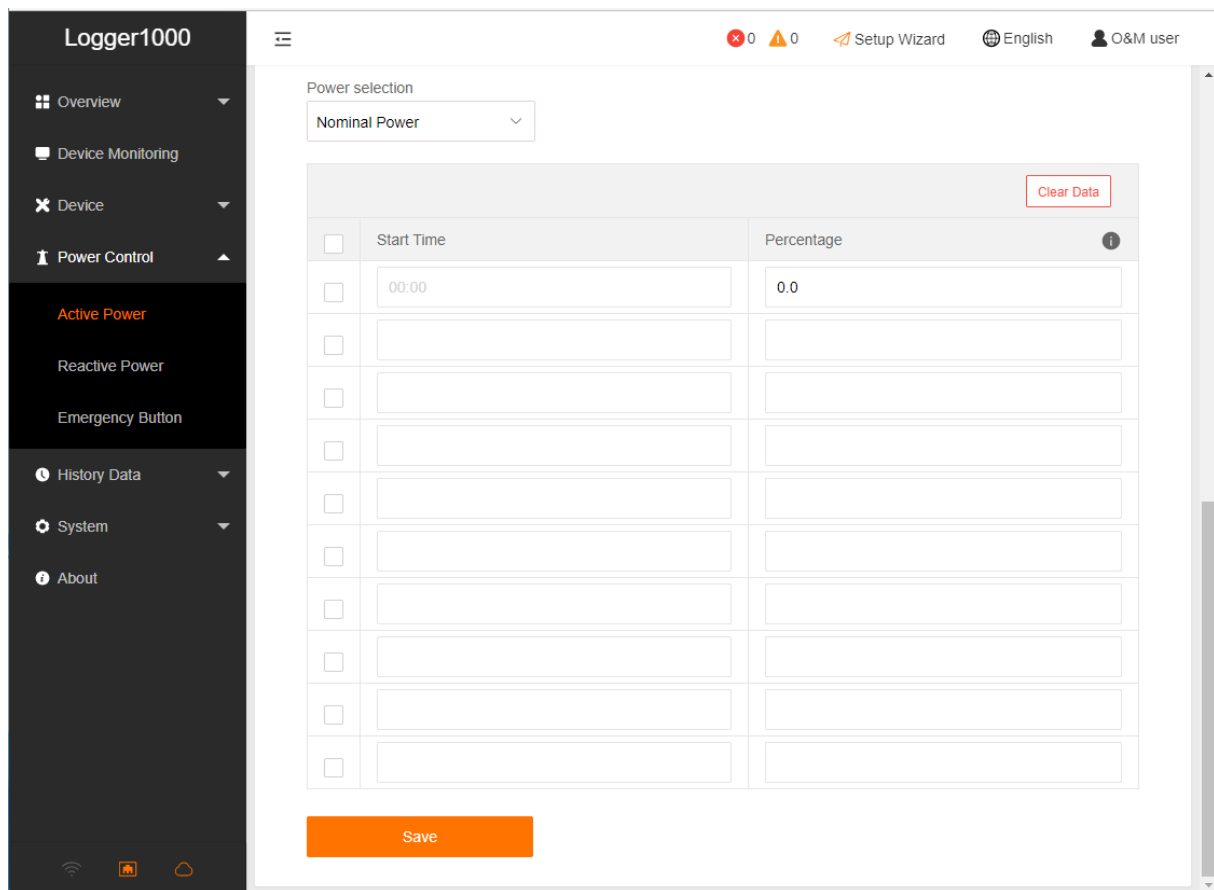 Logger1000
0 0 Setup Wizard English O&M user
Overview
Device Monitoring
Device
Power Control
Active Power
Reactive Power
Emergency Button
History Data
System
About
Power selection
Nominal Power
Clear Data
Start Time Percentage
00:00 0.0
Save